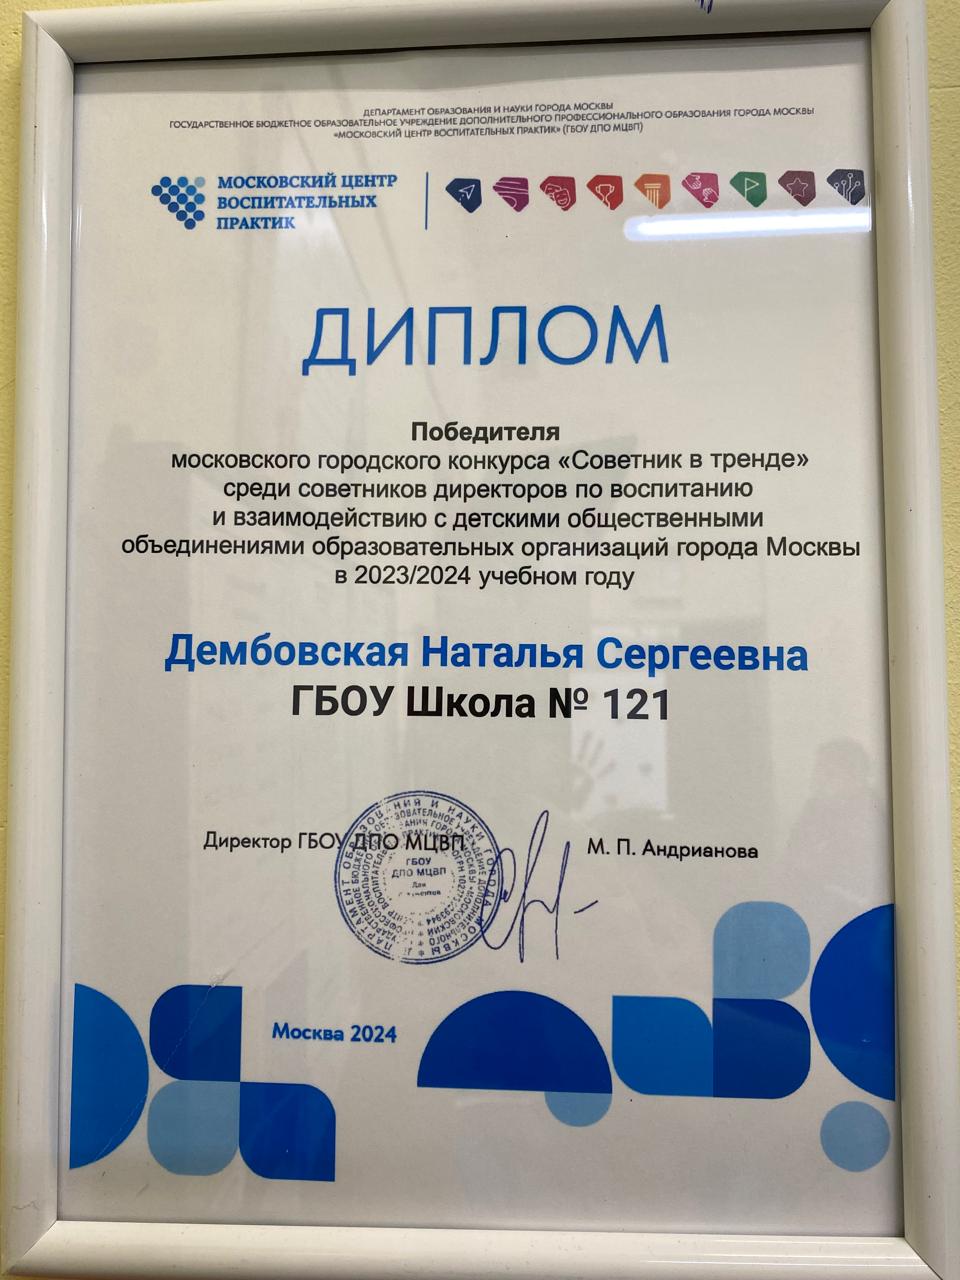 ДЕПАРТАМЕНТ ОБРАЗОВАНИЯ И НАУКИ ГОРОДА МОСКВЫ
ГОСУДАРСТВЕННОЕ БЮДЖЕТНОЕ ОБРАЗОВАТЕЛЬНОЕ УЧРЕЖДЕНИЕ ДОПОЛНИТЕЛЬНОГО ПРОФЕССИОНАЛЬНОГО ОБРАЗОВАНИЯ ГОРОДА МОСКВЫ
«МОСКОВСКИЙ ЦЕНТР ВОСПИТАТЕЛЬНЫХ ПРАКТИК» (ГБОУ ДПО МЦВП)
МОСКОВСКИЙ ЦЕНТР
ВОСПИТАТЕЛЬНЫХ
ПРАКТИК
ДИПЛОМ
Победителя
московского городского конкурса «Советник в тренде»
среди советников директоров по воспитанию
и взаимодействию с детскими общественными
объединениями образовательных организаций города Москвы
в 2023/2024 учебном году
Дембовская Наталья Сергеевна
ГБОУ Школа № 121
Директор ГБОУ ДПО МЦВП
М. П. Андрианова
ГБОУ
ДПО МЦВП
Для
Москва 2024